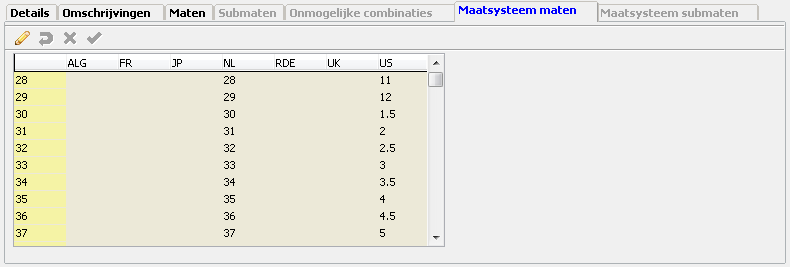 Details Omschrijvingen Maten Submaten Onmogelijke combinaties Maatsysteem maten Maatsysteem submaten
ALG FR JP NL RDE UK US
28 28 11
29 29 12
30 30 1.5
31 31 2
32 32 2.5
33 33 3
34 34 3.5
35 35 4
36 36 4.5
37 37 5